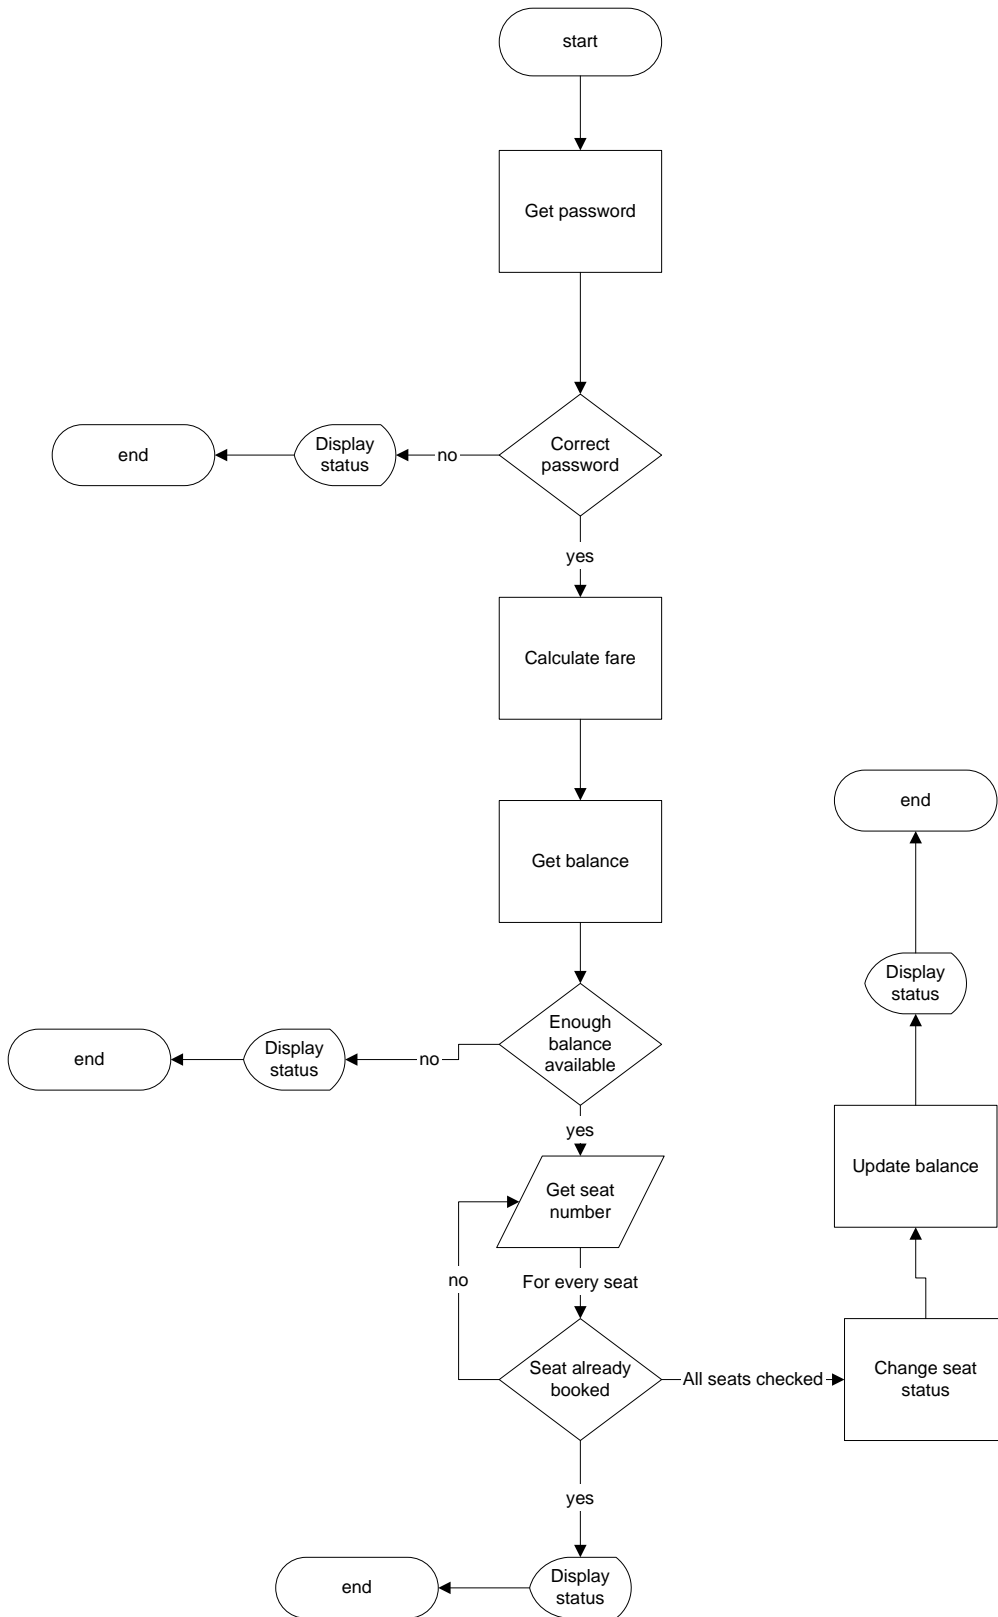 start
Get password
Correct
password
no
Display
status
end
yes
Calculate fare
Get balance
end
Display
status
Enough
balance
available
no
Display
status
end
yes
Get seat
number
Update balance
no
For every seat
Seat already
booked
All seats checked
Change seat
status
yes
Display
status
end